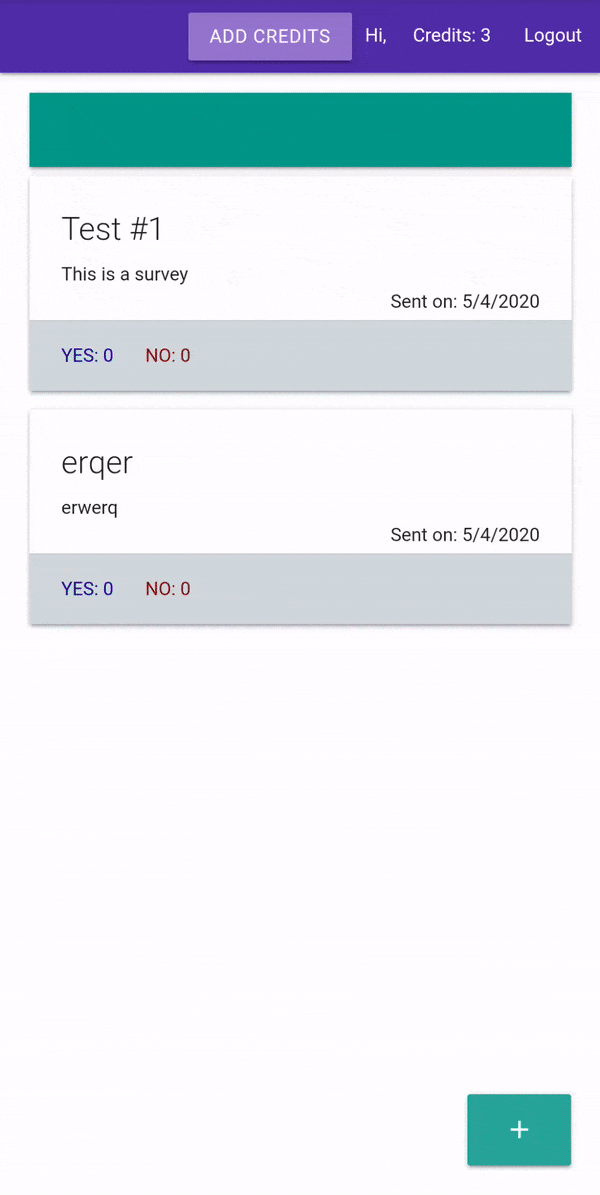 ADD CREDITS Hi, Credits: 3 Logout
Test #1
This is a survey
Sent on: 5/4/2020
YES: 0 NO: 0
erqer
erwerq
Sent on: 5/4/2020
YES: 0 NO: 0
+